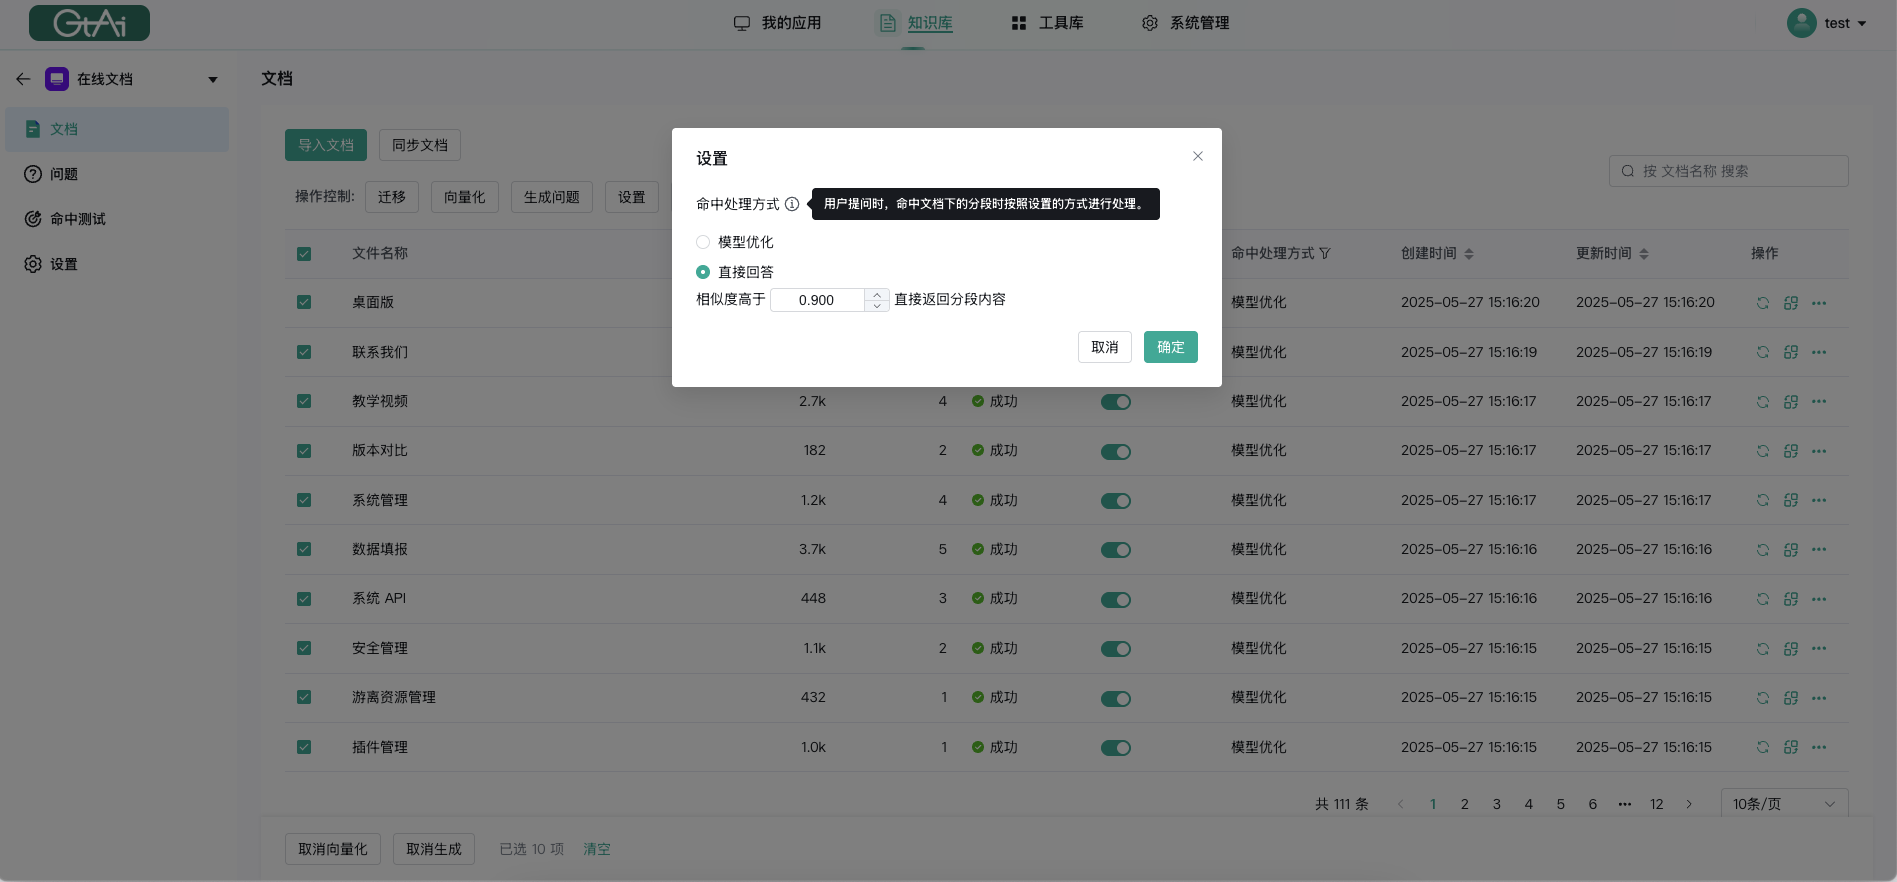 GtAi
我的应用
知识库
工具库
系统管理
test
在线文档
文档
问题
命中测试
设置
文档
导入文档 同步文档
按 文档名称 搜索
操作控制: 迁移 向量化 生成问题 设置
设置
命中处理方式 用户提问时，命中文档下的分段时按照设置的方式进行处理。
模型优化
直接回答
相似度高于 0.900 直接返回分段内容
取消 确定
文件名称 命中处理方式 创建时间 更新时间 操作
桌面版 模型优化 2025-05-27 15:16:20 2025-05-27 15:16:20
联系我们 模型优化 2025-05-27 15:16:19 2025-05-27 15:16:19
教学视频 2.7k 4 成功 模型优化 2025-05-27 15:16:17 2025-05-27 15:16:17
版本对比 182 2 成功 模型优化 2025-05-27 15:16:17 2025-05-27 15:16:17
系统管理 1.2k 4 成功 模型优化 2025-05-27 15:16:17 2025-05-27 15:16:17
数据填报 3.7k 5 成功 模型优化 2025-05-27 15:16:16 2025-05-27 15:16:16
系统 API 448 3 成功 模型优化 2025-05-27 15:16:16 2025-05-27 15:16:16
安全管理 1.1k 2 成功 模型优化 2025-05-27 15:16:15 2025-05-27 15:16:15
游离资源管理 432 1 成功 模型优化 2025-05-27 15:16:15 2025-05-27 15:16:15
插件管理 1.0k 1 成功 模型优化 2025-05-27 15:16:15 2025-05-27 15:16:15
共 111 条 1 2 3 4 5 6 ••• 12 10条/页
取消向量化 取消生成 已选 10 项 清空